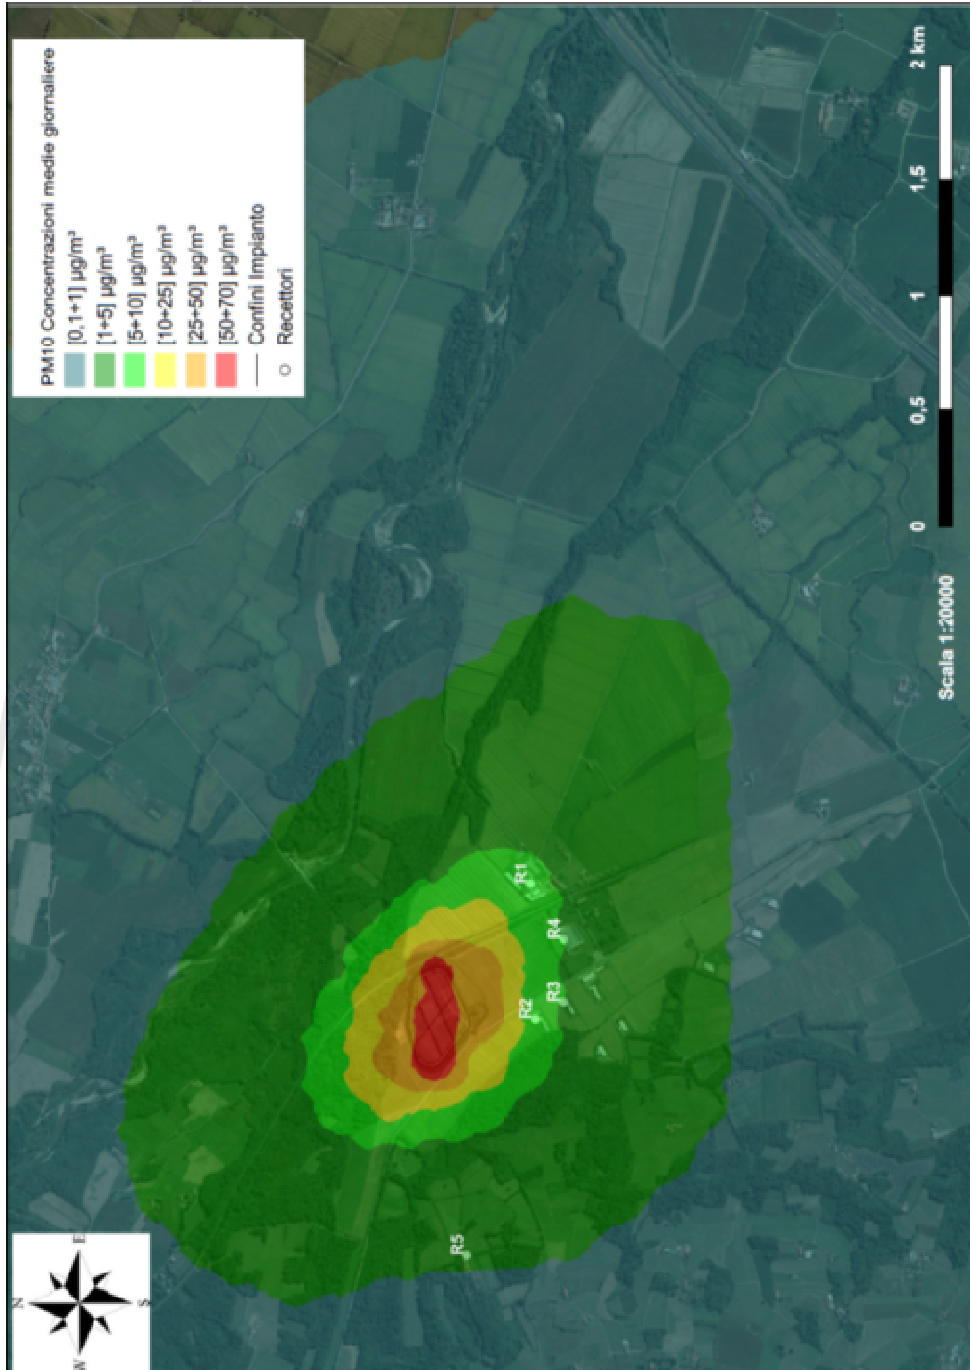 PM10 Concentrazioni medie giornaliere
[0,1÷1] µg/m³
[1÷5] µg/m³
[5÷10] µg/m³
[10÷25] µg/m³
[25÷50] µg/m³
[50÷70] µg/m³
Confini Impianto
Recettori
N
W
E
S
R5
R2
R3
R4
R1
Scala 1:20000
0
0,5
1
1,5
2 km